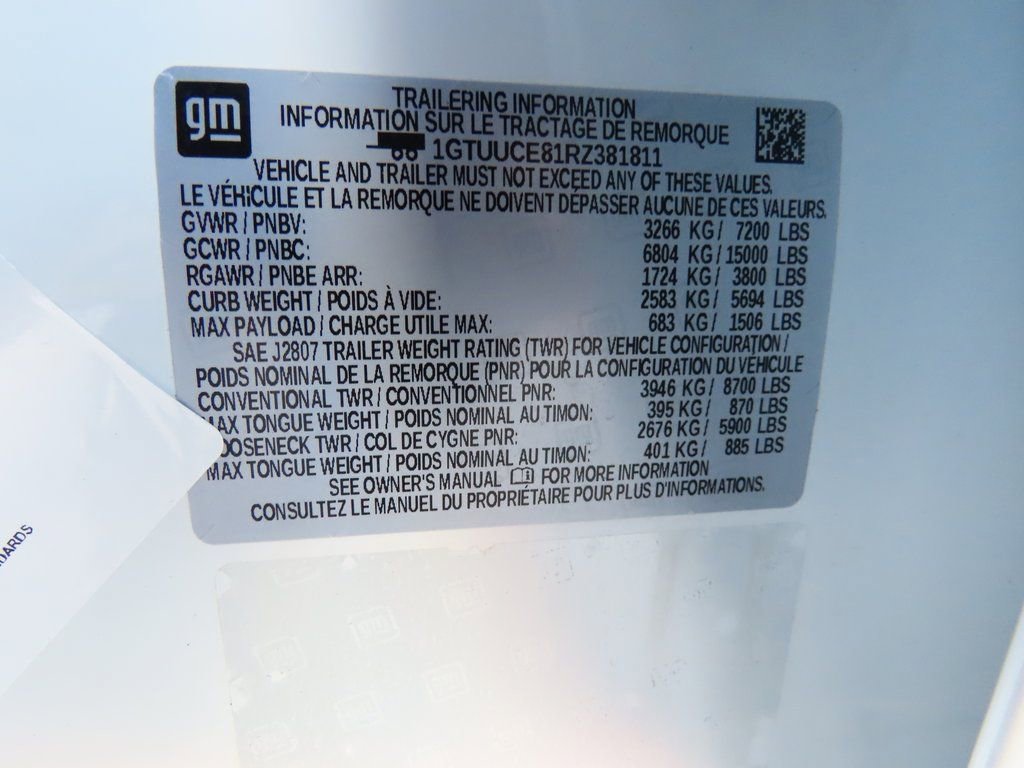 gm
TRAILERING INFORMATION
INFORMATION SUR LE TRACTAGE DE REMORQUE
1GTUUCE81RZ381811
VEHICLE AND TRAILER MUST NOT EXCEED ANY OF THESE VALUES.
LE VÉHICULE ET LA REMORQUE NE DOIVENT DÉPASSER AUCUNE DE CES VALEURS.
GVWR / PNBV: 3266 KG/ 7200 LBS
GCWR / PNBC: 6804 KG/ 15000 LBS
RGAWR / PNBE ARR: 1724 KG/ 3800 LBS
CURB WEIGHT / POIDS À VIDE: 2583 KG/ 5694 LBS
MAX PAYLOAD / CHARGE UTILE MAX: 683 KG/ 1506 LBS
SAE J2807 TRAILER WEIGHT RATING (TWR) FOR VEHICLE CONFIGURATION /
POIDS NOMINAL DE LA REMORQUE (PNR) POUR LA CONFIGURATION DU VÉHICULE
CONVENTIONAL TWR / CONVENTIONNEL PNR: 3946 KG/ 8700 LBS
MAX TONGUE WEIGHT / POIDS NOMINAL AU TIMON: 395 KG/ 870 LBS
OOSENECK TWR / COL DE CYGNE PNR: 2676 KG/ 5900 LBS
MAX TONGUE WEIGHT / POIDS NOMINAL AU TIMON: 401 KG/ 885 LBS
SEE OWNER'S MANUAL FOR MORE INFORMATION
CONSULTEZ LE MANUEL DU PROPRIÉTAIRE POUR PLUS D'INFORMATIONS.